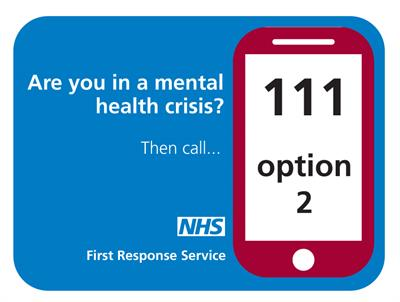 Are you in a mental
health crisis?
Then call...
NHS
First Response Service
111
option
2